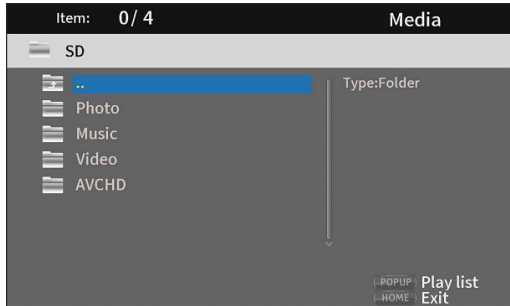 Item: 0/ 4 Media
SD
..
Type:Folder
Photo
Music
Video
AVCHD
POPUP Play list
HOME Exit